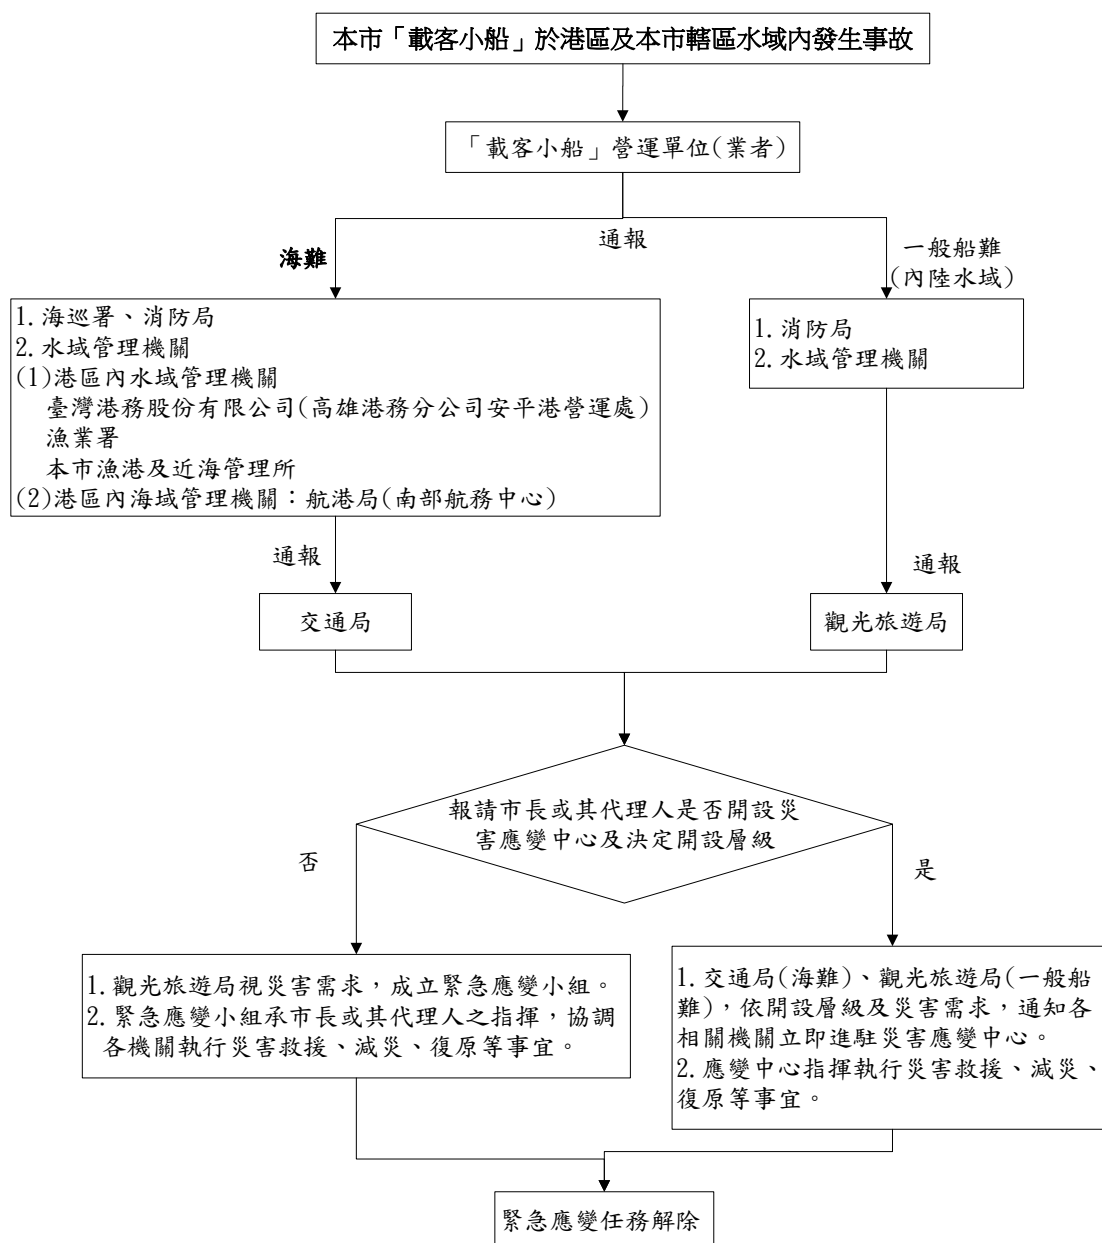 本市「載客小船」於港區及本市轄區水域內發生事故
「載客小船」營運單位(業者)
通報
海難
一般船難
(內陸水域)
1.海巡署、消防局
2.水域管理機關
(1)港區內水域管理機關
臺灣港務股份有限公司(高雄港務分公司安平港營運處)
漁業署
本市漁港及近海管理所
(2)港區內海域管理機關：航港局(南部航務中心)
1.消防局
2.水域管理機關
通報
通報
交通局
觀光旅遊局
報請市長或其代理人是否開設災
害應變中心及決定開設層級
否
是
1.觀光旅遊局視災害需求，成立緊急應變小組。
2.緊急應變小組承市長或其代理人之指揮，協調
各機關執行災害救援、減災、復原等事宜。
1.交通局(海難)、觀光旅遊局(一般船
難)，依開設層級及災害需求，通知各
相關機關立即進駐災害應變中心。
2.應變中心指揮執行災害救援、減災、
復原等事宜。
緊急應變任務解除